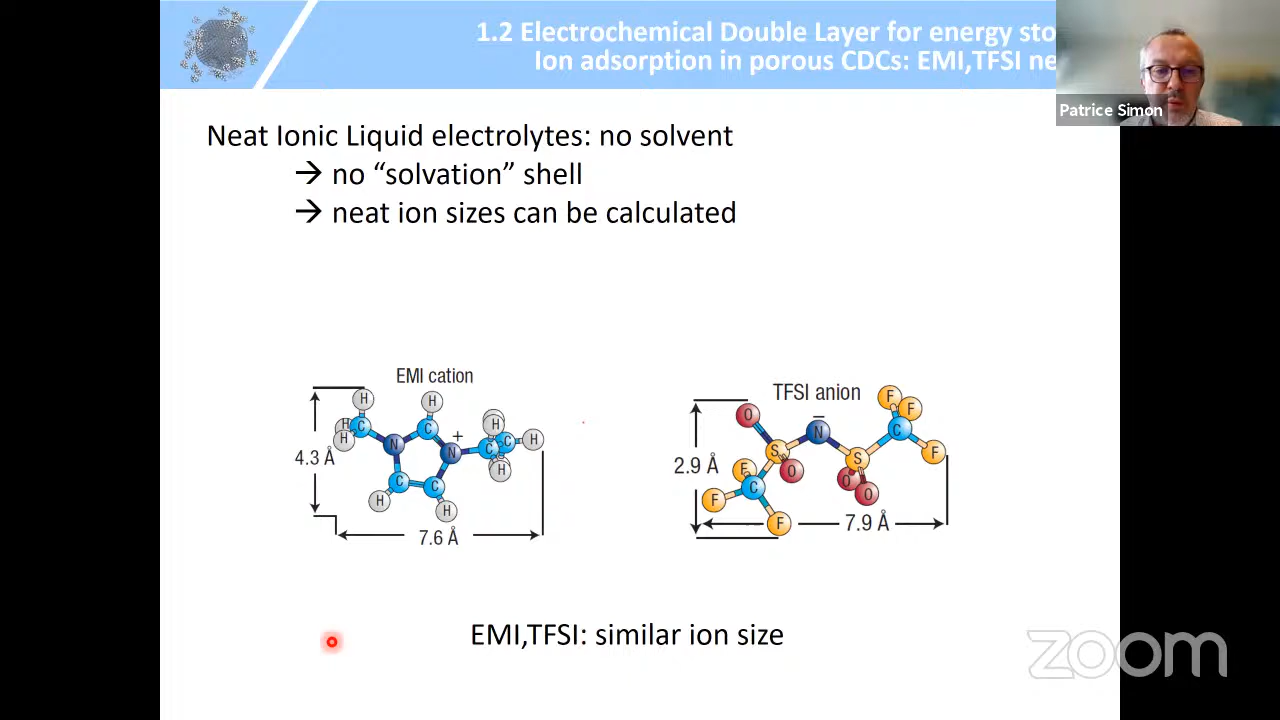 1.2 Electrochemical Double Layer for energy sto
Ion adsorption in porous CDCs: EMI,TFSI ne
Patrice Simon
Neat Ionic Liquid electrolytes: no solvent
→ no “solvation” shell
→ neat ion sizes can be calculated
EMI cation
H
H
H
H
C
C
H
C
H
N
+
C
H
N
C
H
4.3 Å
C
C
H
H
7.6 Å
TFSI anion
F
F
O
–
N
C
F
S
S
2.9 Å
F
O
O
C
O
F
F
7.9 Å
EMI,TFSI: similar ion size
zoom